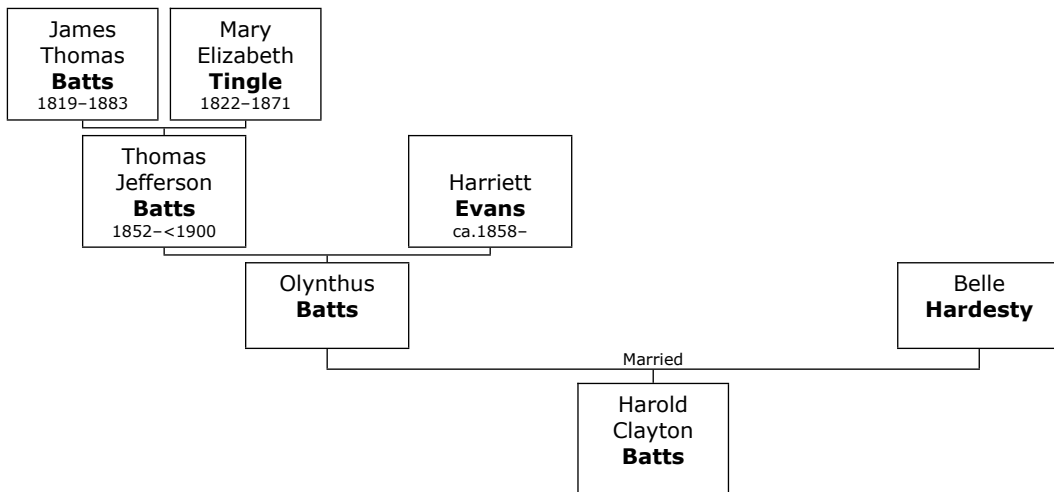 James
Thomas
Batts
1819–1883
Mary
Elizabeth
Tingle
1822–1871
Thomas
Jefferson
Batts
1852–<1900
Harriett
Evans
ca.1858–
Olynthus
Batts
Belle
Hardesty
Married
Harold
Clayton
Batts